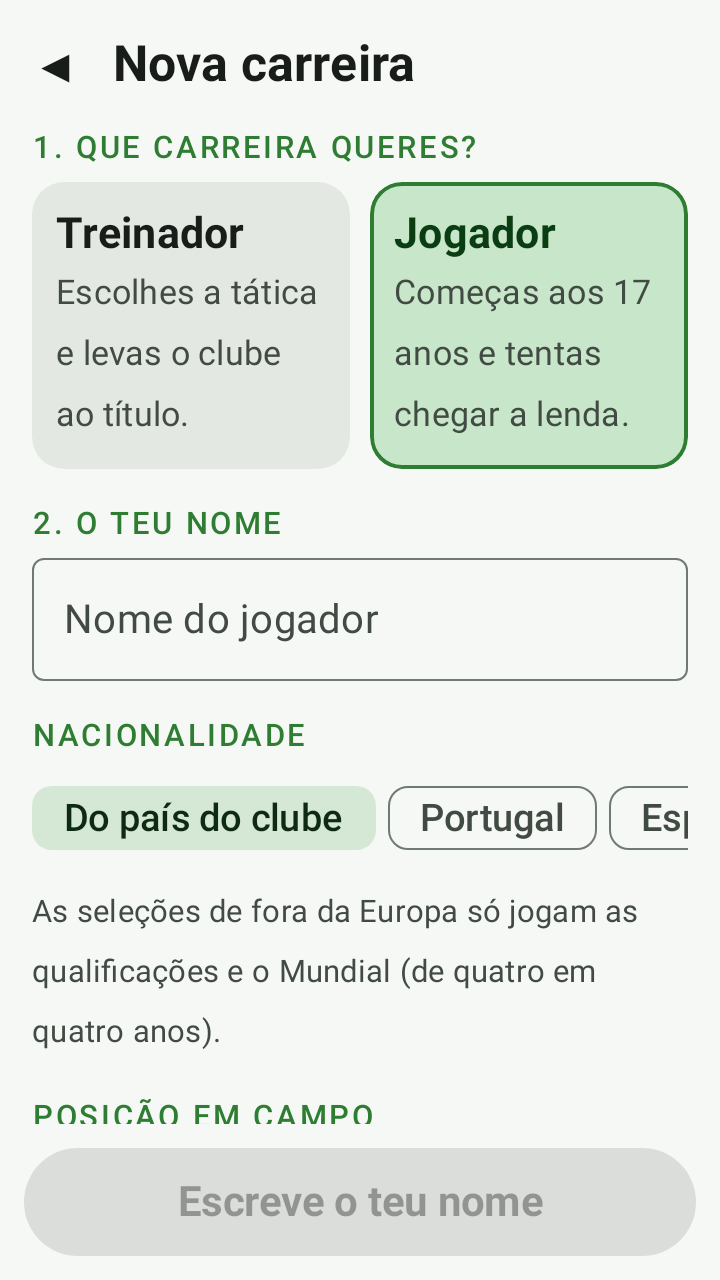 Nova carreira
1. QUE CARREIRA QUERES?
Treinador
Escolhes a tática
e levas o clube
ao título.
Jogador
Começas aos 17
anos e tentas
chegar a lenda.
2. O TEU NOME
Nome do jogador
NACIONALIDADE
Do país do clube
Portugal
As seleções de fora da Europa só jogam as
qualificações e o Mundial (de quatro em
quatro anos).
POSIÇÃO EM CAMPO
Escreve o teu nome